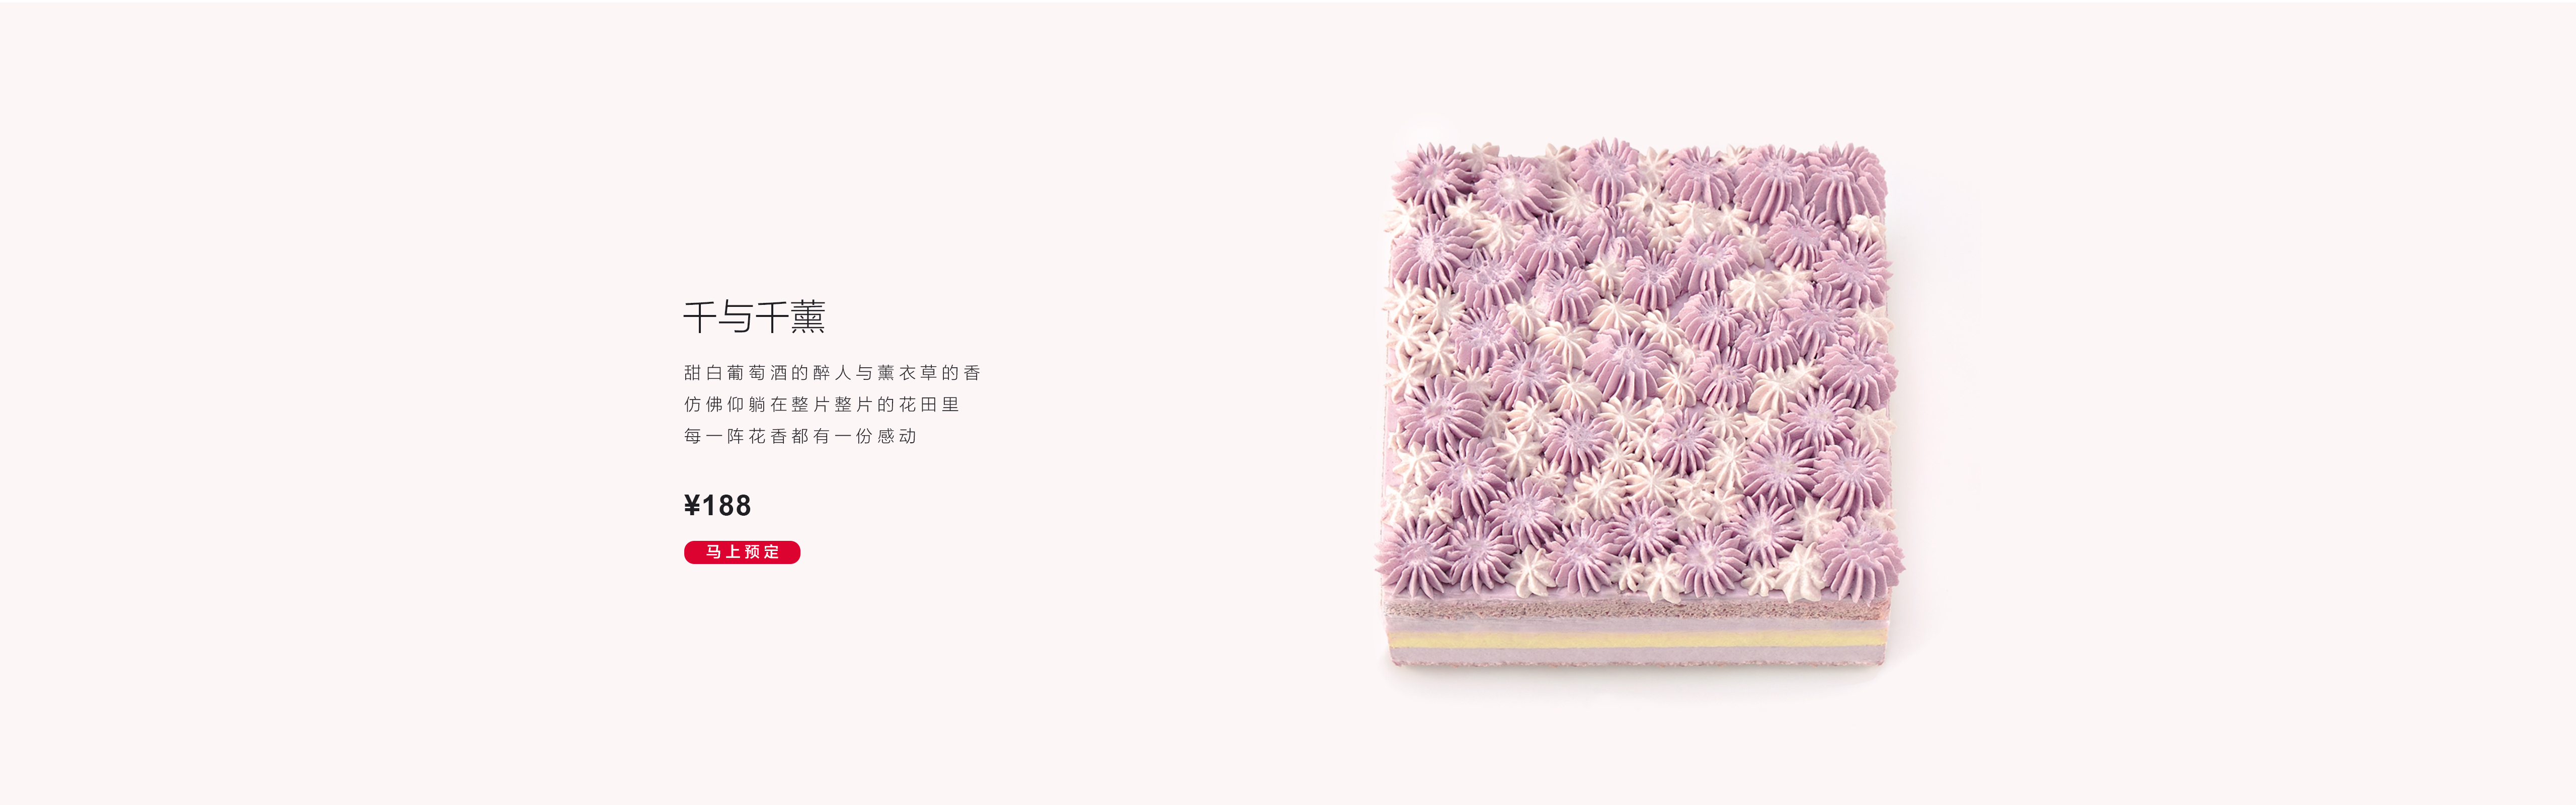 千与千薰
甜白葡萄酒的醉人与薰衣草的香
仿佛仰躺在整片整片的花田里
每一阵花香都有一份感动
¥188
马上预定